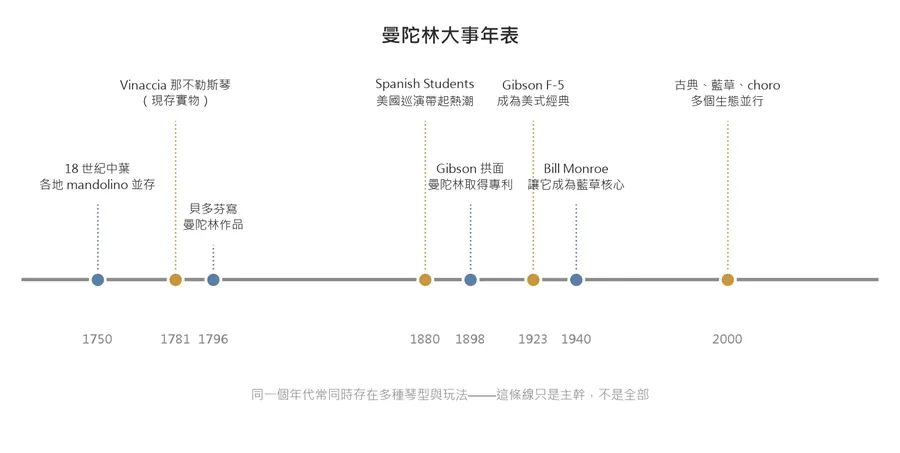 曼陀林大事年表
Vinaccia 那不勒斯琴
（現存實物）
Spanish Students
美國巡演帶起熱潮
Gibson F-5
成為美式經典
古典、藍草、choro
多個生態並行
18 世紀中葉
各地 mandolino 並存
Gibson 拱面
曼陀林取得專利
Bill Monroe
讓它成為藍草核心
貝多芬寫
曼陀林作品
1750
1781
1796
1880
1898
1923
1940
2000
同一個年代常同時存在多種琴型與玩法——這條線只是主幹，不是全部